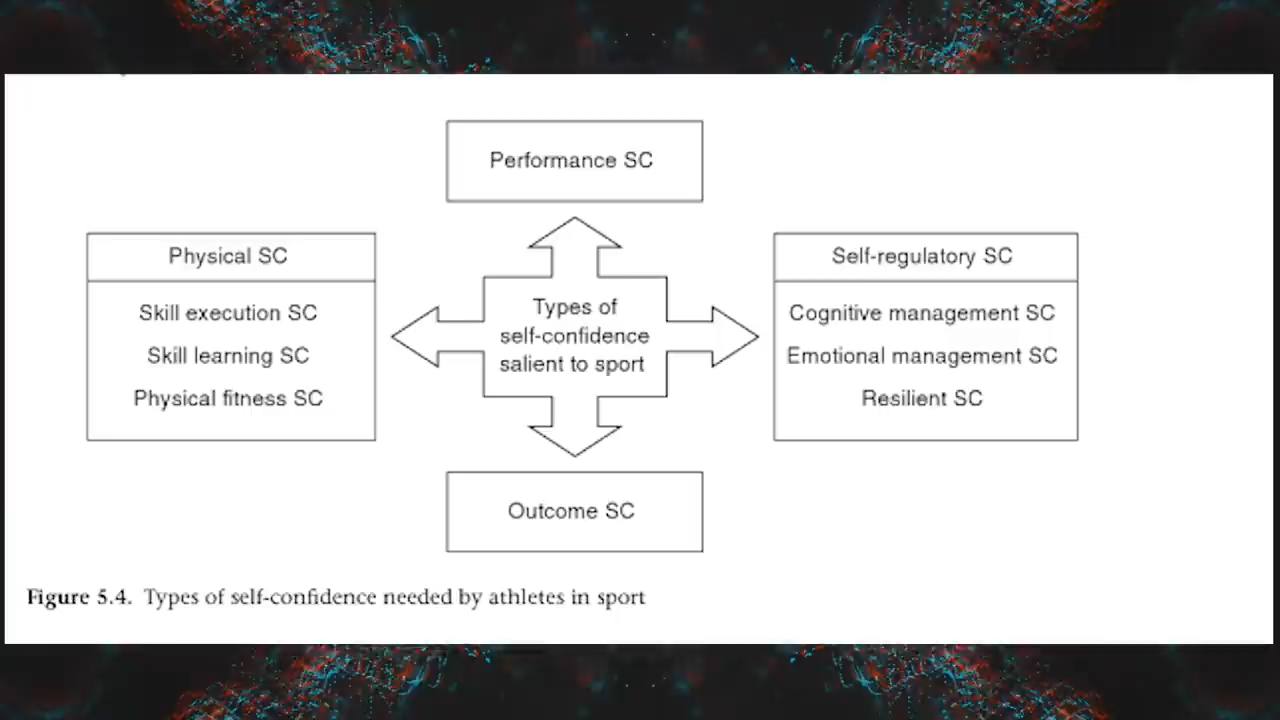 Performance SC
Physical SC
Skill execution SC
Skill learning SC
Physical fitness SC
Types of
self-confidence
salient to sport
Self-regulatory SC
Cognitive management SC
Emotional management SC
Resilient SC
Outcome SC
Figure 5.4. Types of self-confidence needed by athletes in sport